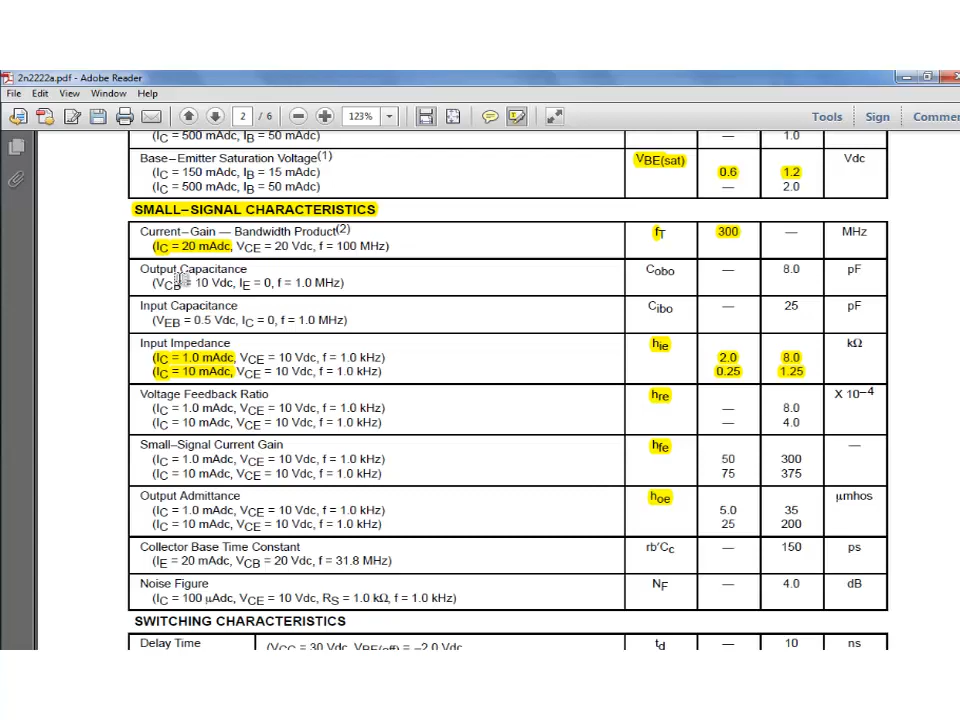 2n2222a.pdf - Adobe Reader
File Edit View Window Help
2 / 6 123% Tools Sign Commen
(IC = 500 mAdc, IB = 50 mAdc) — 1.0
Base–Emitter Saturation Voltage(1) VBE(sat) Vdc
(IC = 150 mAdc, IB = 15 mAdc) 0.6 1.2
(IC = 500 mAdc, IB = 50 mAdc) — 2.0
SMALL–SIGNAL CHARACTERISTICS
Current–Gain — Bandwidth Product(2) fT 300 — MHz
(IC = 20 mAdc, VCE = 20 Vdc, f = 100 MHz)
Output Capacitance Cobo — 8.0 pF
(VCB = 10 Vdc, IE = 0, f = 1.0 MHz)
Input Capacitance Cibo — 25 pF
(VEB = 0.5 Vdc, IC = 0, f = 1.0 MHz)
Input Impedance hie kΩ
(IC = 1.0 mAdc, VCE = 10 Vdc, f = 1.0 kHz) 2.0 8.0
(IC = 10 mAdc, VCE = 10 Vdc, f = 1.0 kHz) 0.25 1.25
Voltage Feedback Ratio hre X 10–4
(IC = 1.0 mAdc, VCE = 10 Vdc, f = 1.0 kHz) — 8.0
(IC = 10 mAdc, VCE = 10 Vdc, f = 1.0 kHz) — 4.0
Small–Signal Current Gain hfe —
(IC = 1.0 mAdc, VCE = 10 Vdc, f = 1.0 kHz) 50 300
(IC = 10 mAdc, VCE = 10 Vdc, f = 1.0 kHz) 75 375
Output Admittance hoe µmhos
(IC = 1.0 mAdc, VCE = 10 Vdc, f = 1.0 kHz) 5.0 35
(IC = 10 mAdc, VCE = 10 Vdc, f = 1.0 kHz) 25 200
Collector Base Time Constant rb′Cc — 150 ps
(IE = 20 mAdc, VCB = 20 Vdc, f = 31.8 MHz)
Noise Figure NF — 4.0 dB
(IC = 100 µAdc, VCE = 10 Vdc, RS = 1.0 kΩ, f = 1.0 kHz)
SWITCHING CHARACTERISTICS
Delay Time (VCC = 30 Vdc, VBE(off) = –2.0 Vdc, td — 10 ns